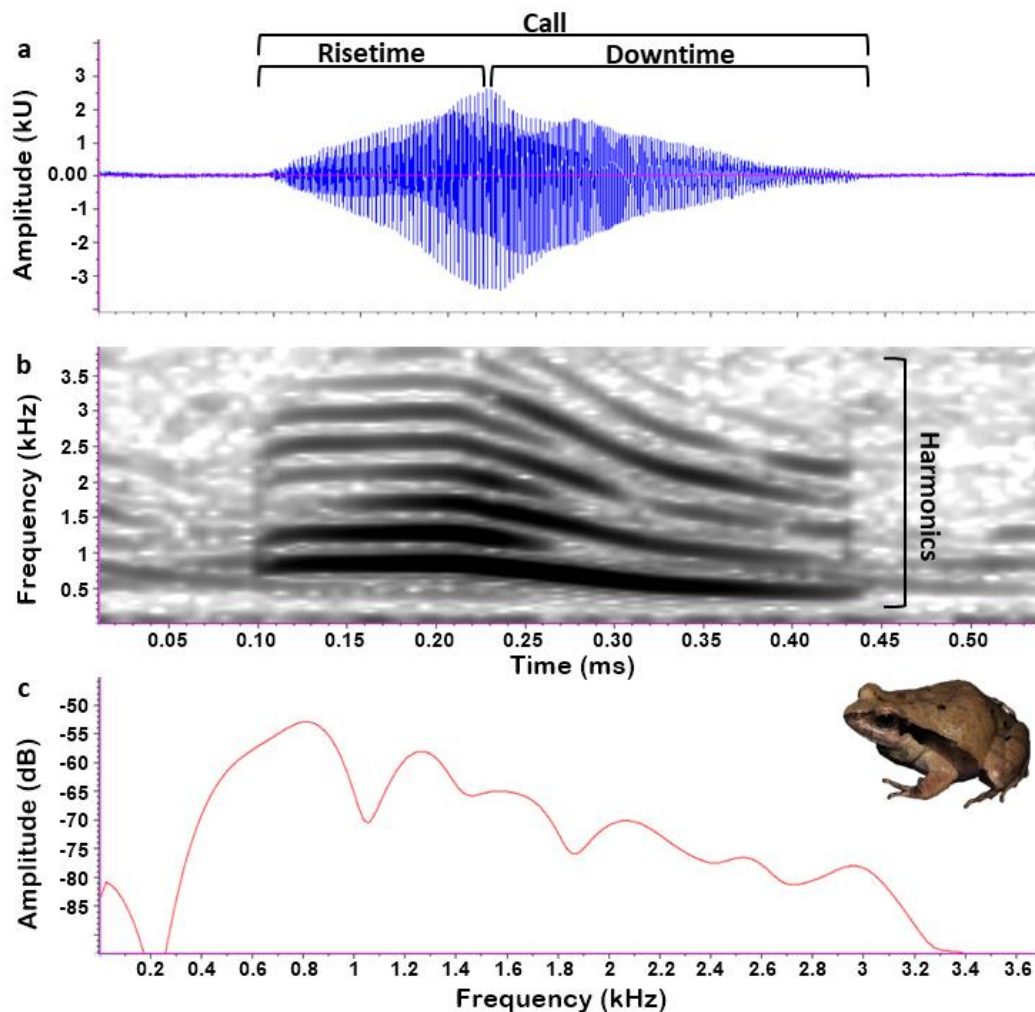 Call
a
Risetime Downtime
Amplitude (kU)
3
2
1
0.00
-1
-2
-3
b
Frequency (kHz)
3.5
3
2.5
2
1.5
1
0.5
Harmonics
0.05 0.10 0.15 0.20 0.25 0.30 0.35 0.40 0.45 0.50
Time (ms)
c
Amplitude (dB)
-50
-55
-60
-65
-70
-75
-80
-85
0.2 0.4 0.6 0.8 1 1.2 1.4 1.6 1.8 2 2.2 2.4 2.6 2.8 3 3.2 3.4 3.6
Frequency (kHz)